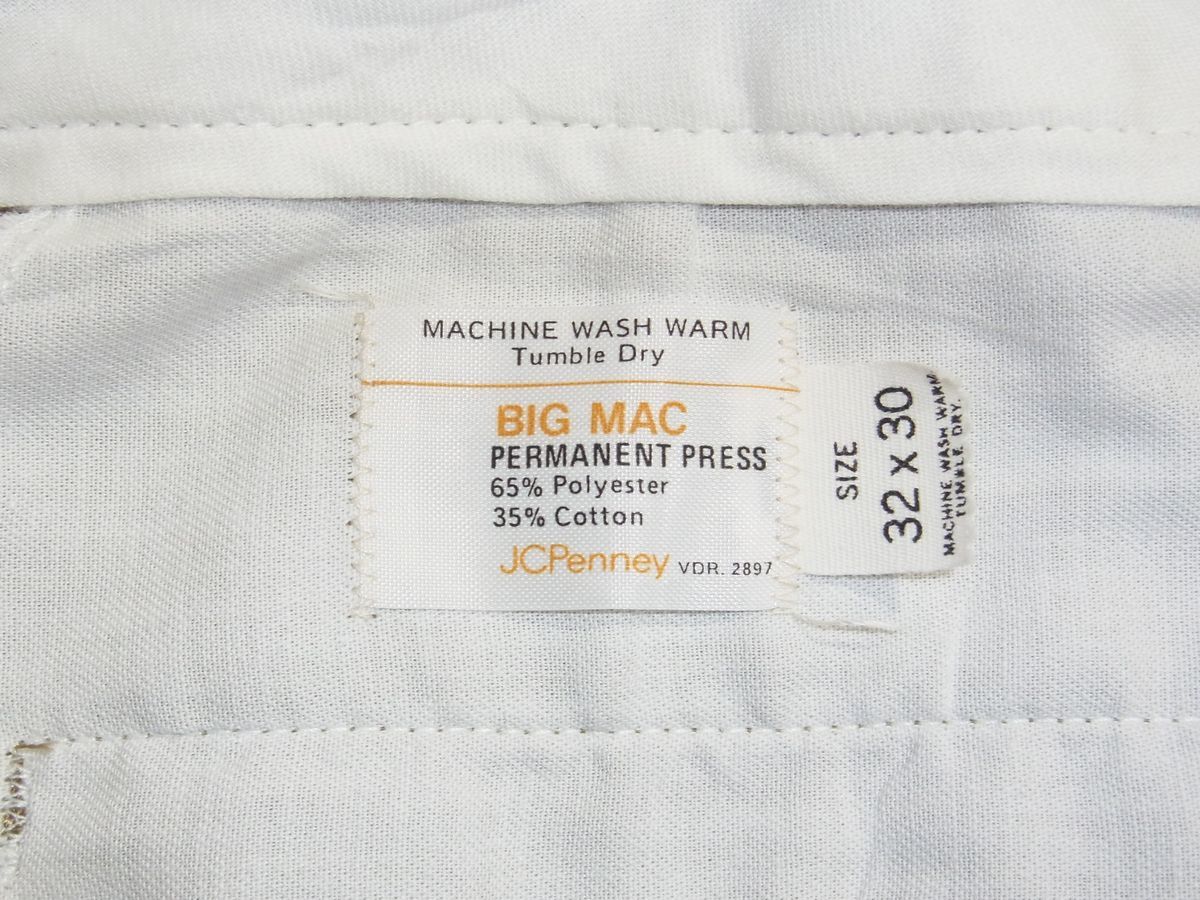 MACHINE WASH WARM
Tumble Dry
BIG MAC
PERMANENT PRESS
65% Polyester
35% Cotton
JCPenney VDR. 2897
SIZE
32 x 30
MACHINE WASH WARM
TUMBLE DRY.